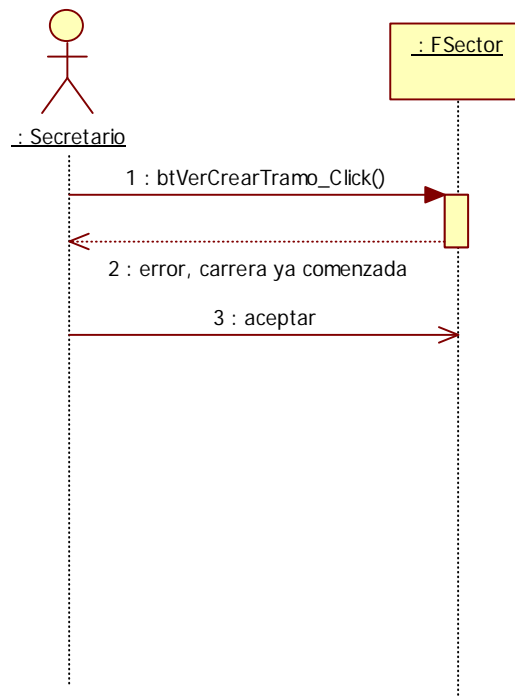 : FSector
: Secretario
1 : btVerCrearTramo_Click()
2 : error, carrera ya comenzada
3 : aceptar